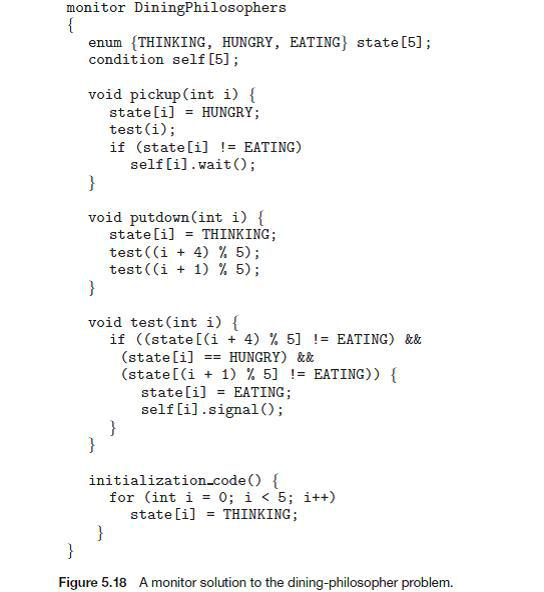 monitor DiningPhilosophers
{
enum {THINKING, HUNGRY, EATING} state[5];
condition self[5];
void pickup(int i) {
state[i] = HUNGRY;
test(i);
if (state[i] != EATING)
self[i].wait();
}
void putdown(int i) {
state[i] = THINKING;
test((i + 4) % 5);
test((i + 1) % 5);
}
void test(int i) {
if ((state[(i + 4) % 5] != EATING) &&
(state[i] == HUNGRY) &&
(state[(i + 1) % 5] != EATING)) {
state[i] = EATING;
self[i].signal();
}
}
initialization_code() {
for (int i = 0; i < 5; i++)
state[i] = THINKING;
}
}
Figure 5.18 A monitor solution to the dining-philosopher problem.